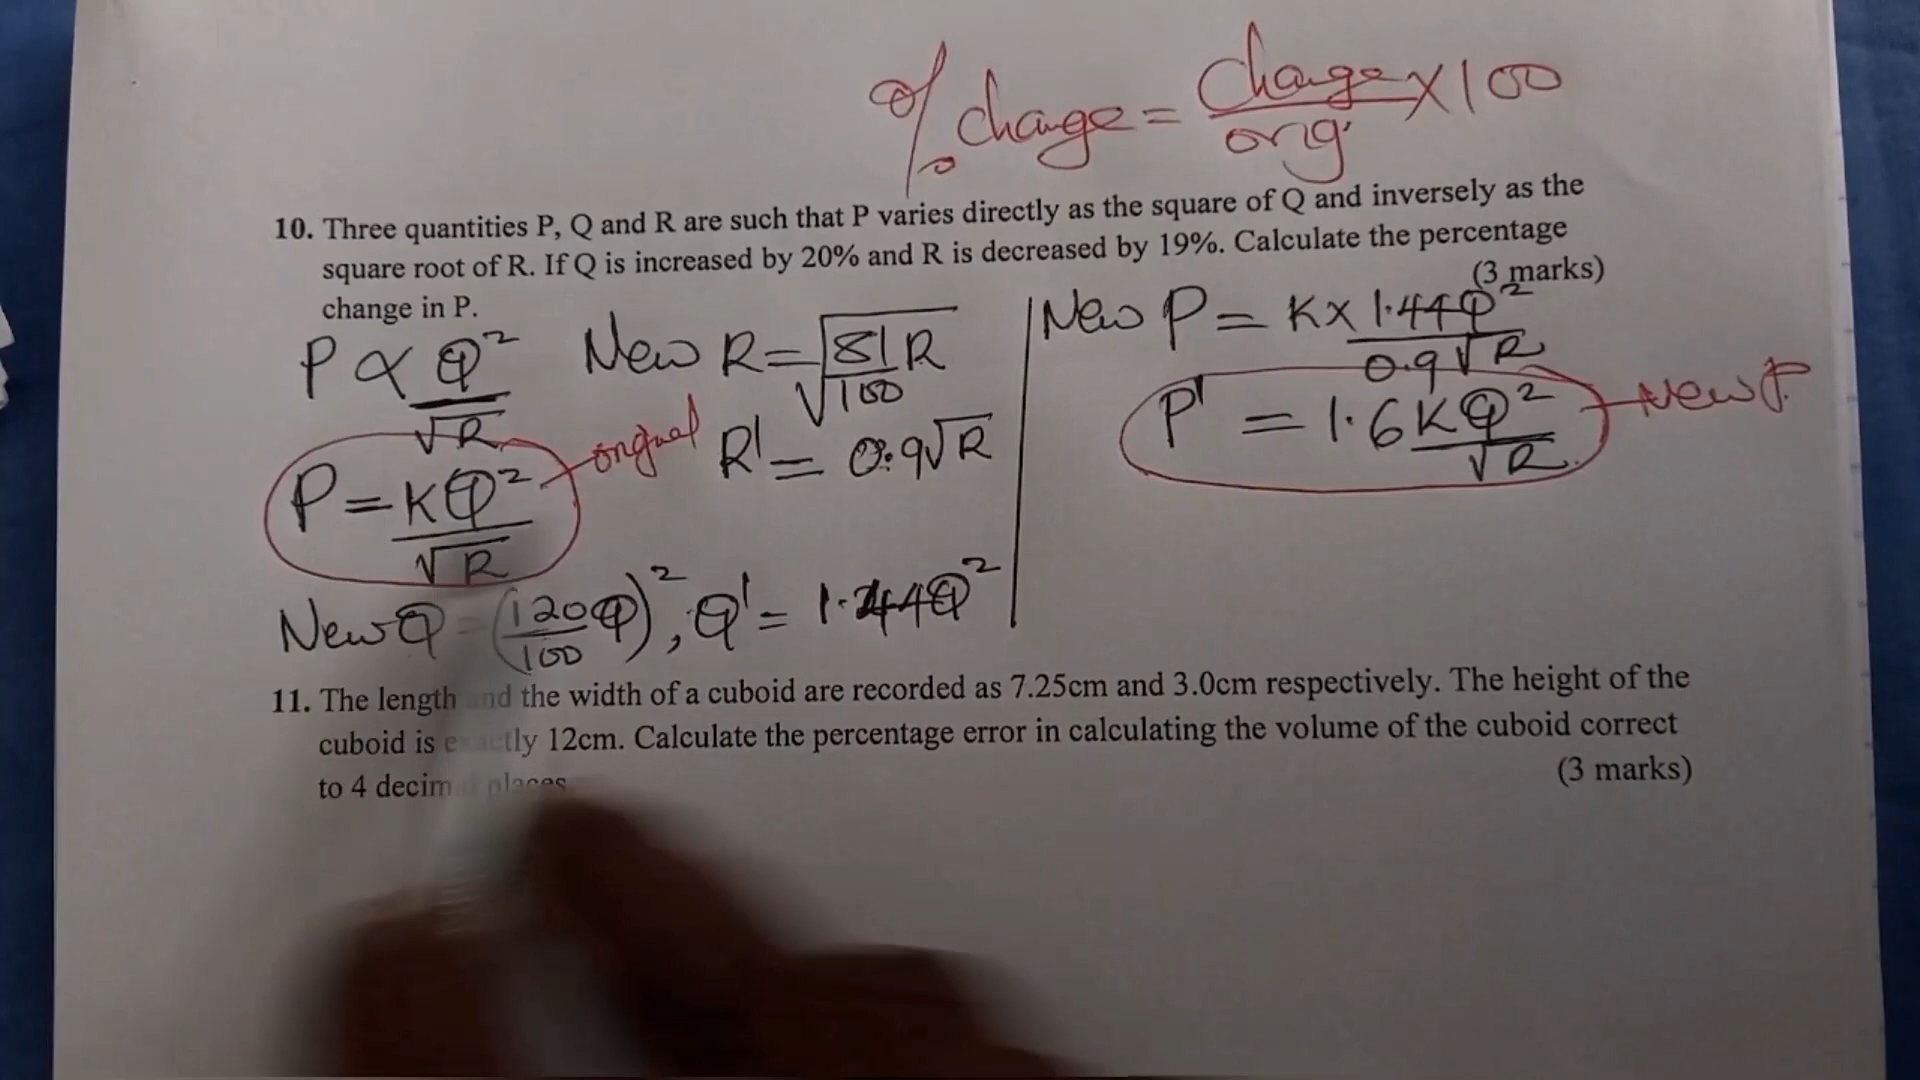 % change = change/orig × 100
10. Three quantities P, Q and R are such that P varies directly as the square of Q and inversely as the
square root of R. If Q is increased by 20% and R is decreased by 19%. Calculate the percentage
change in P.
(3 marks)
P ∝ Q²/√R
P = KQ²/√R
orignal
New Q = (120/100 Q)², Q' = 1.44Q²
New R = √(81/100 R)
R' = 0.9√R
New P = K × 1.44Q²/0.9√R
P' = 1.6KQ²/√R
New P
11. The length and the width of a cuboid are recorded as 7.25cm and 3.0cm respectively. The height of the
cuboid is exactly 12cm. Calculate the percentage error in calculating the volume of the cuboid correct
to 4 decimal places
(3 marks)